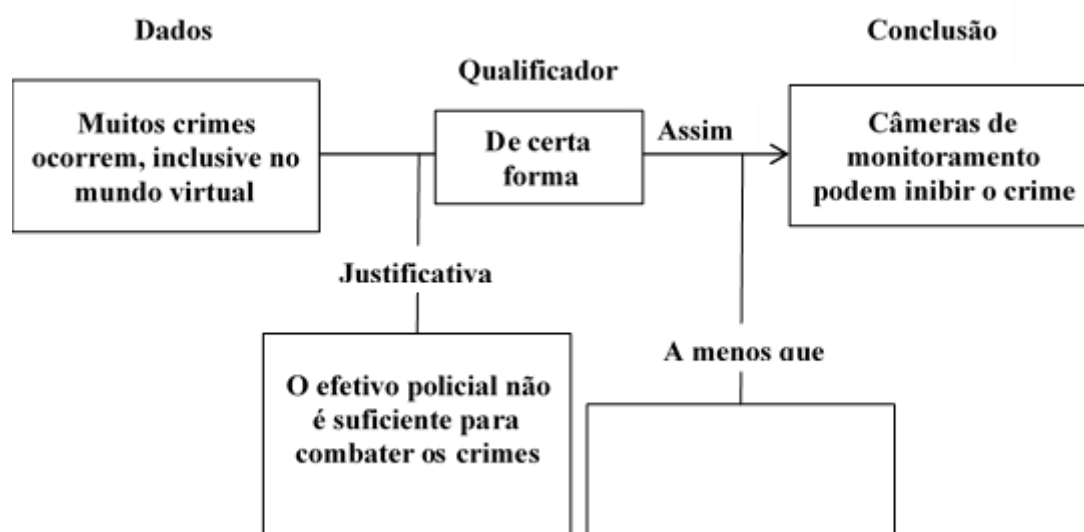 Dados
Conclusão
Qualificador
Muitos crimes
ocorrem, inclusive no
mundo virtual
De certa
forma
Assim
Câmeras de
monitoramento
podem inibir o crime
Justificativa
A menos que
O efetivo policial não
é suficiente para
combater os crimes